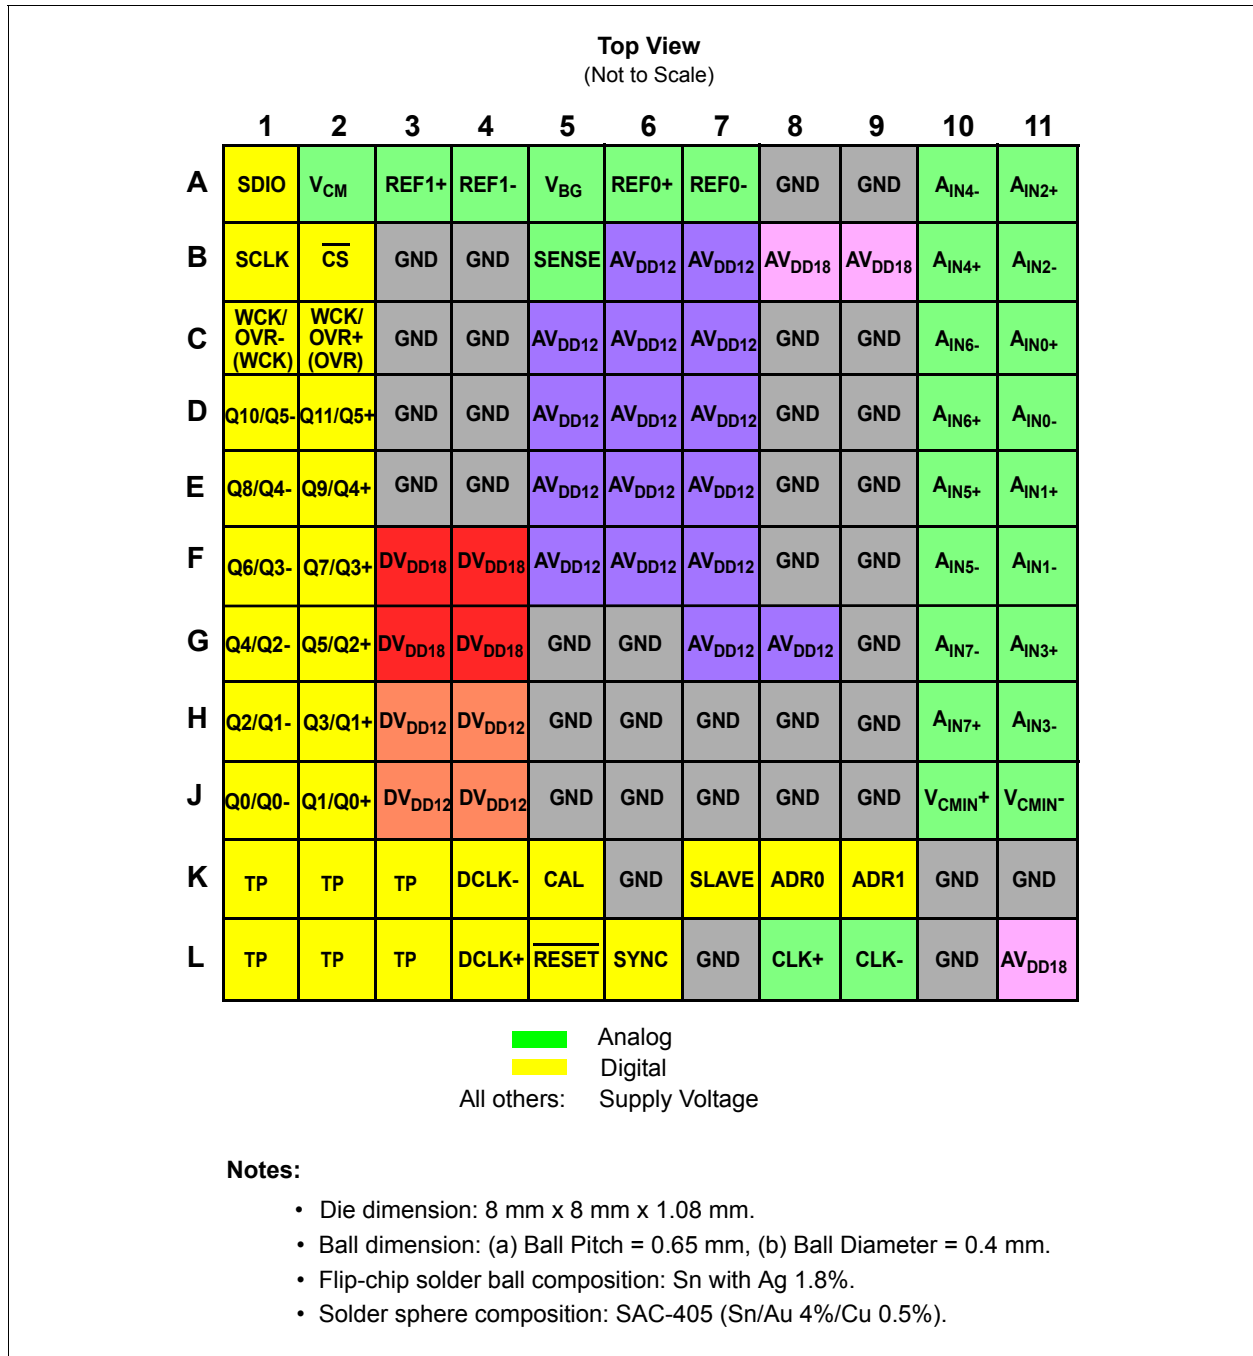 Top View
(Not to Scale)
1 2 3 4 5 6 7 8 9 10 11
A SDIO VCM REF1+ REF1- VBG REF0+ REF0- GND GND AIN4- AIN2+
B SCLK CS GND GND SENSE AVDD12 AVDD12 AVDD18 AVDD18 AIN4+ AIN2-
C WCK/OVR-(WCK) WCK/OVR+(OVR) GND GND AVDD12 AVDD12 AVDD12 GND GND AIN6- AIN0+
D Q10/Q5- Q11/Q5+ GND GND AVDD12 AVDD12 AVDD12 GND GND AIN6+ AIN0-
E Q8/Q4- Q9/Q4+ GND GND AVDD12 AVDD12 AVDD12 GND GND AIN5+ AIN1+
F Q6/Q3- Q7/Q3+ DVDD18 DVDD18 AVDD12 AVDD12 AVDD12 GND GND AIN5- AIN1-
G Q4/Q2- Q5/Q2+ DVDD18 DVDD18 GND GND AVDD12 AVDD12 GND AIN7- AIN3+
H Q2/Q1- Q3/Q1+ DVDD12 DVDD12 GND GND GND GND GND AIN7+ AIN3-
J Q0/Q0- Q1/Q0+ DVDD12 DVDD12 GND GND GND GND GND VCMIN+ VCMIN-
K TP TP TP DCLK- CAL GND SLAVE ADR0 ADR1 GND GND
L TP TP TP DCLK+ RESET SYNC GND CLK+ CLK- GND AVDD18
Analog
Digital
All others: Supply Voltage
Notes:
• Die dimension: 8 mm x 8 mm x 1.08 mm.
• Ball dimension: (a) Ball Pitch = 0.65 mm, (b) Ball Diameter = 0.4 mm.
• Flip-chip solder ball composition: Sn with Ag 1.8%.
• Solder sphere composition: SAC-405 (Sn/Au 4%/Cu 0.5%).